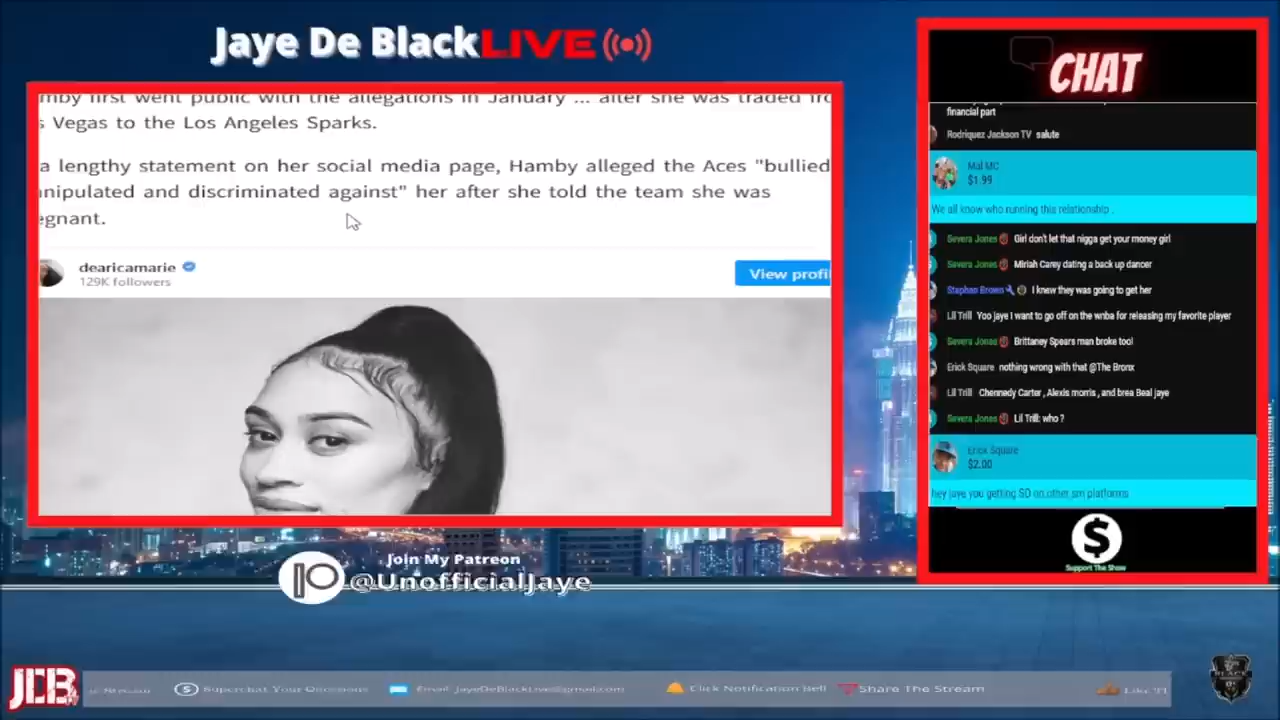 Jaye De Black LIVE
mby first went public with the allegations in January ... after she was traded fro
s Vegas to the Los Angeles Sparks.
a lengthy statement on her social media page, Hamby alleged the Aces "bullied
nipulated and discriminated against" her after she told the team she was
egnant.
dearicamarie
129K followers
View profi
Join My Patreon
@UnofficialJaye
CHAT
financial part
Rodriquez Jackson TV salute
Mal MC
$1.99
We all know who running this relationship .
Severa Jones Girl don't let that nigga get your money girl
Severa Jones Miriah Carey dating a back up dancer
Staphao Brown I knew they was going to get her
Lil Trill Yoo jaye I want to go off on the wnba for releasing my favorite player
Severa Jones Brittaney Spears man broke too!
Erick Square nothing wrong with that @The Bronx
Lil Trill Chennedy Carter , Alexis morris , and brea Beal jaye
Severa Jones Lil Trill: who ?
Erick Square
$2.00
hey jaye you getting SD on other sm platforms
$
Support The Show
JDB
Superchat Your Questions
Email: JayeDeBlackLive@gmail.com
Click Notification Bell
Share The Stream
Like
BLACK